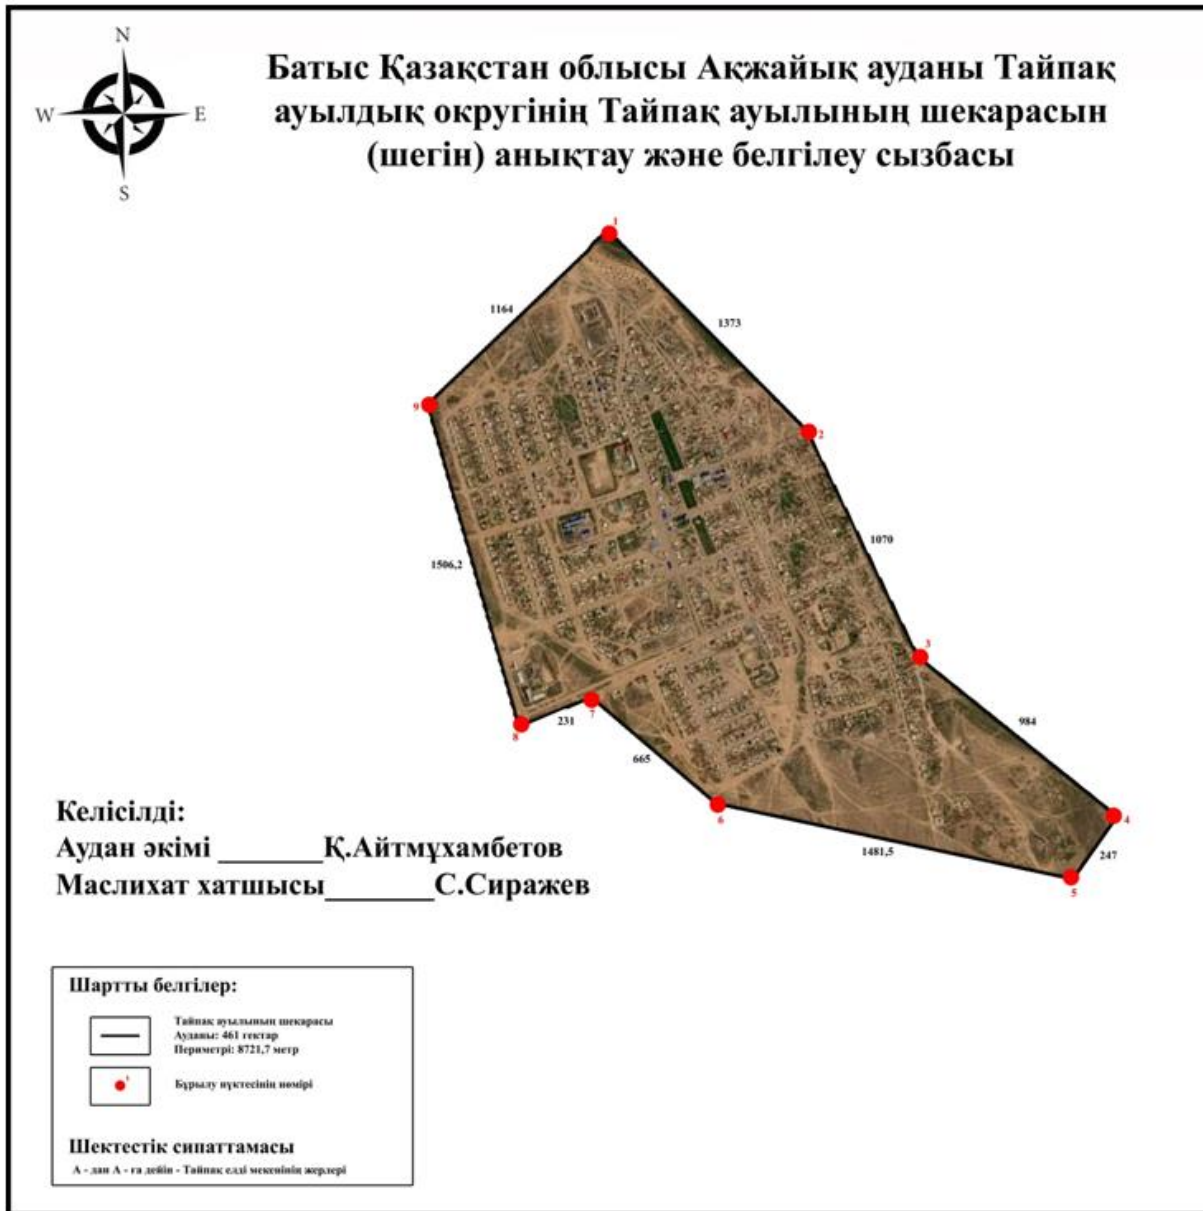 N
W E
S
Батыс Қазақстан облысы Ақжайық ауданы Тайпақ
ауылдық округінің Тайпақ ауылының шекарасын
(шегін) анықтау және белгілеу сызбасы
1
1164
1373
9
2
1506,2
1070
3
7
8
231
984
665
6
4
1481,5
247
5
Келісілді:
Аудан әкімі _______Қ.Айтмұхамбетов
Маслихат хатшысы_______С.Сиражев
Шартты белгілер:
Тайпақ ауылының шекарасы
Ауданы: 461 гектар
Периметрі: 8721,7 метр
Бұрылу нүктесінің нөмірі
Шектестік сипаттамасы
А - дан А - ға дейін - Тайпақ елді мекенінің жерлері